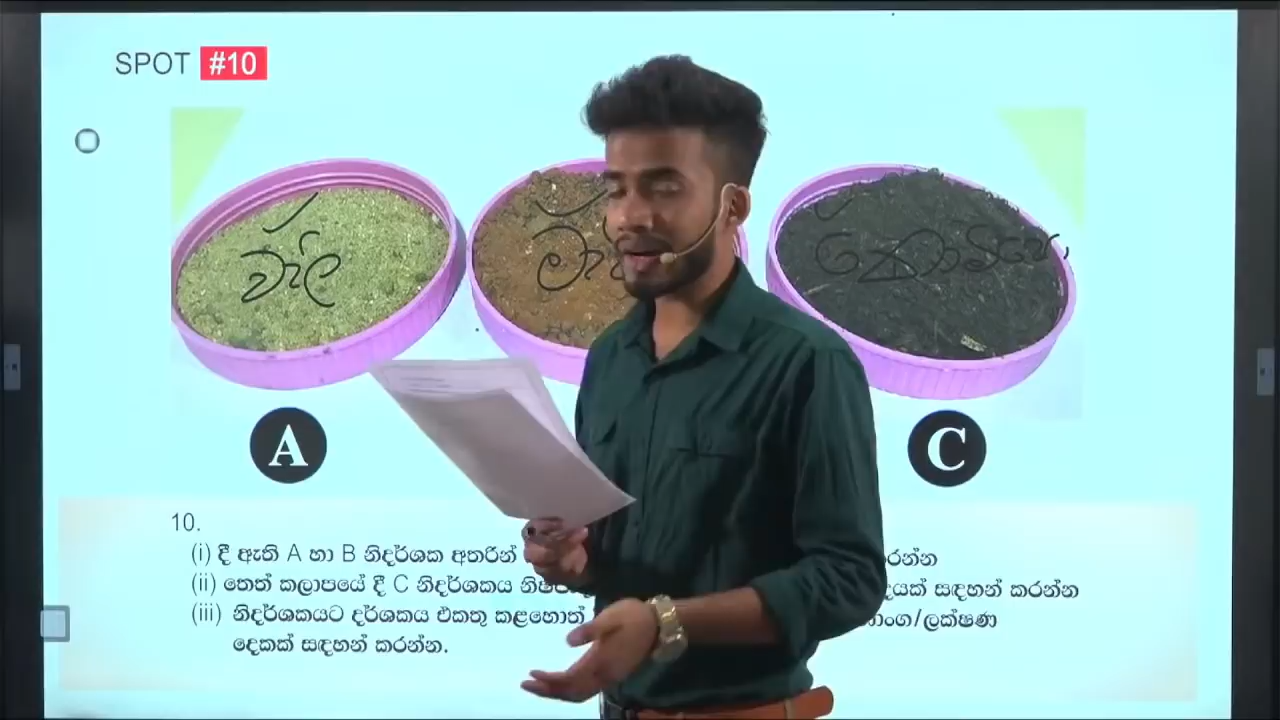 SPOT #10
වැලි
කොම්පෝ
A
C
10.
(i) දී ඇති A හා B නිදර්ශක අතරින් රන්න
(ii) තෙත් කලාපයේ දී C නිදර්ශකය දයක් සඳහන් කරන්න
(iii) නිදර්ශකයට දර්ශකය එකතු කළහොත් /ලක්ෂණ
දෙකක් සඳහන් කරන්න.